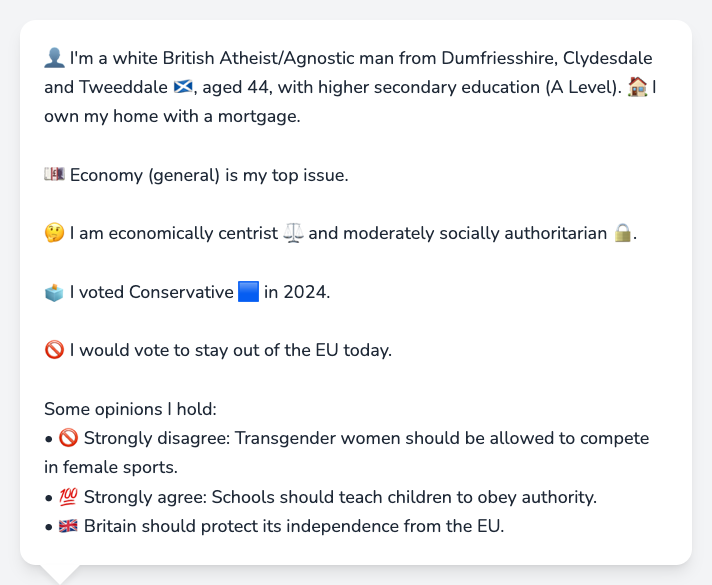 👤 I'm a white British Atheist/Agnostic man from Dumfriesshire, Clydesdale
and Tweeddale 🏴󠁧󠁢󠁳󠁣󠁴󠁿, aged 44, with higher secondary education (A Level). 🏠 I
own my home with a mortgage.
💷 Economy (general) is my top issue.
🤔 I am economically centrist ⚖️ and moderately socially authoritarian 🔒.
🗳️ I voted Conservative 🟦 in 2024.
🚫 I would vote to stay out of the EU today.
Some opinions I hold:
• 🚫 Strongly disagree: Transgender women should be allowed to compete
in female sports.
• 💯 Strongly agree: Schools should teach children to obey authority.
• 🇬🇧 Britain should protect its independence from the EU.